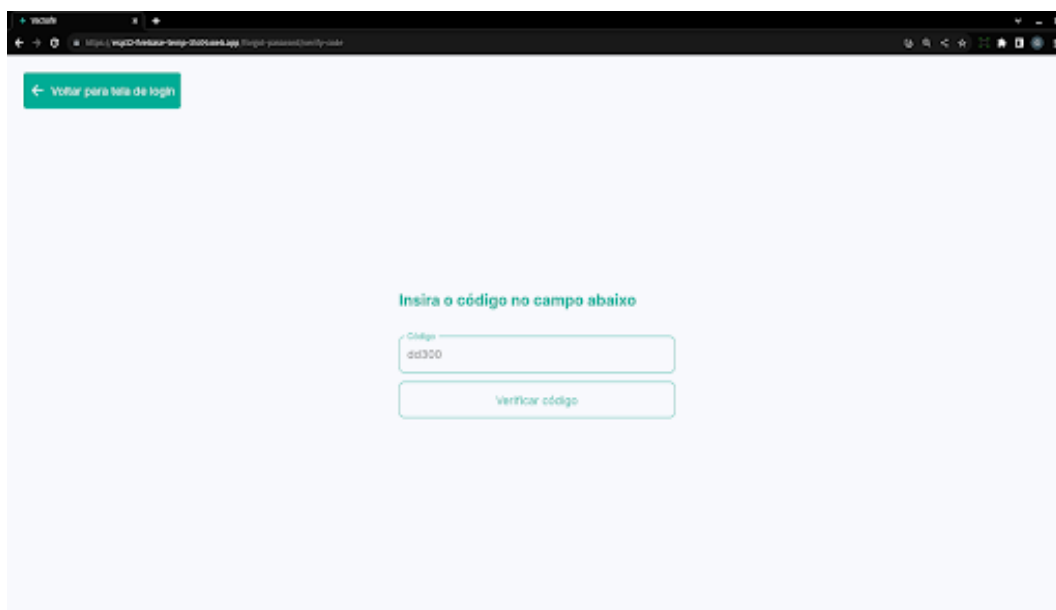 ← Voltar para tela de login
Insira o código no campo abaixo
Código
dd300
Verificar código